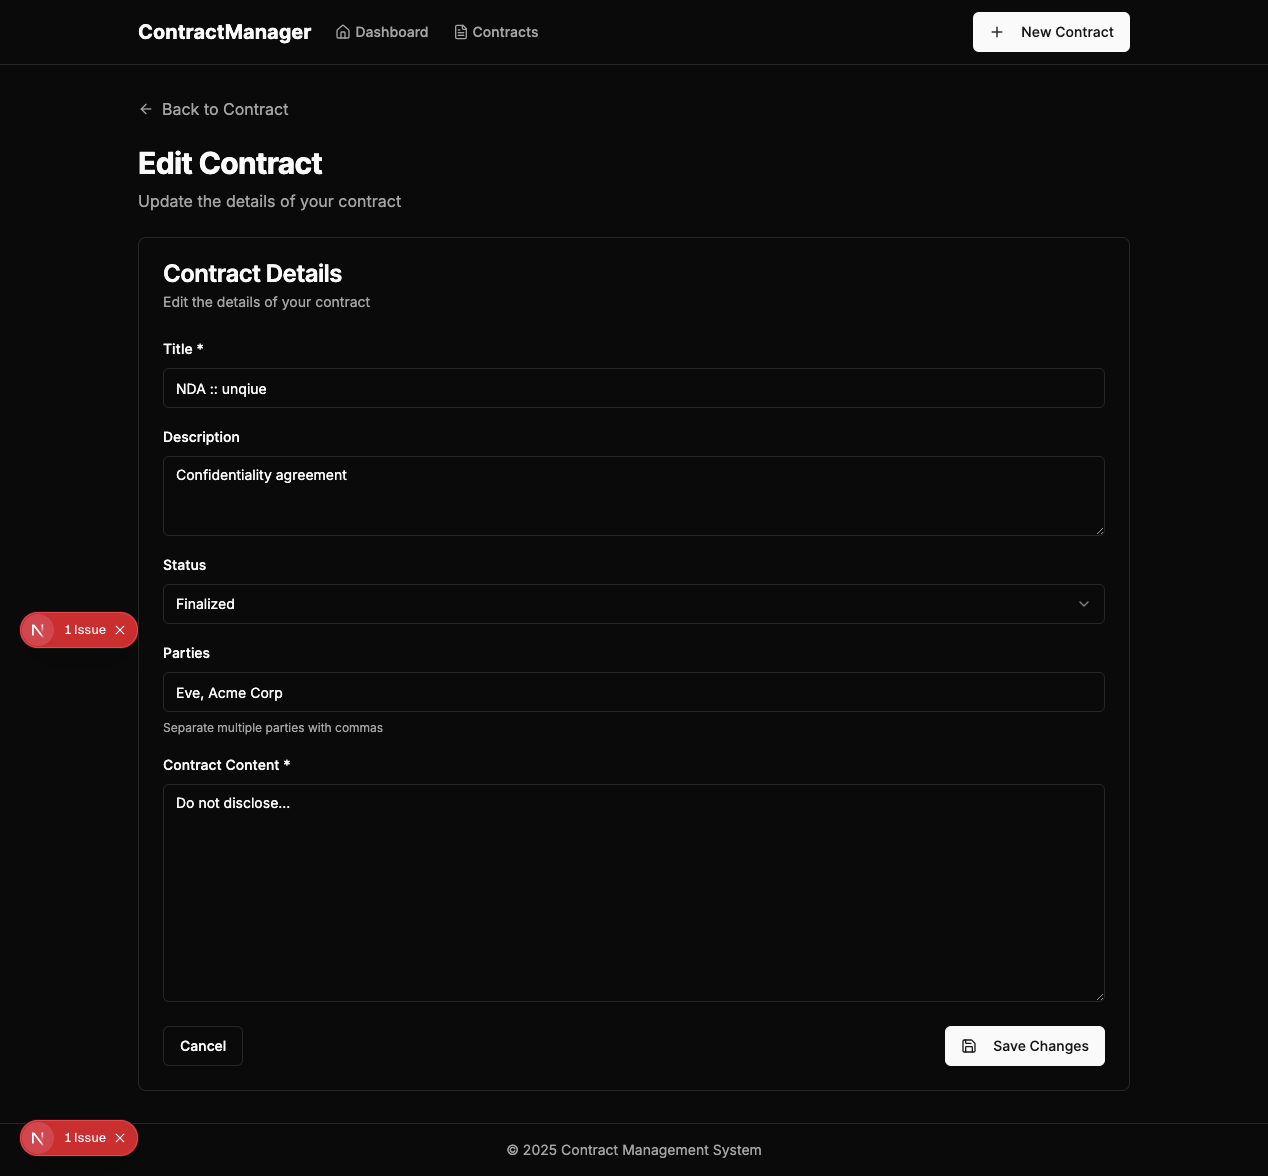 ContractManager Dashboard Contracts New Contract
Back to Contract
Edit Contract
Update the details of your contract
Contract Details
Edit the details of your contract
Title *
NDA :: unqiue
Description
Confidentiality agreement
Status
Finalized
N 1 Issue
Parties
Eve, Acme Corp
Separate multiple parties with commas
Contract Content *
Do not disclose...
Cancel Save Changes
N 1 Issue
© 2025 Contract Management System